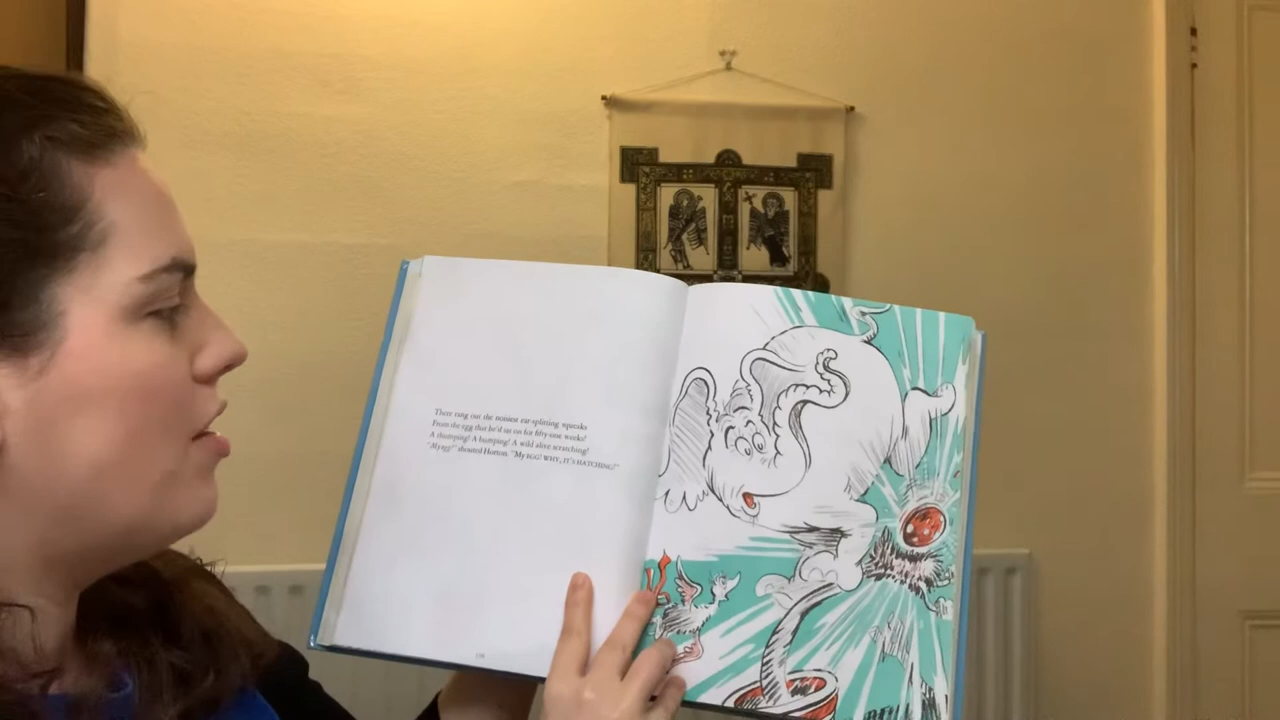 There rang out the noisiest ear-splitting squeaks
From the egg that he'd sat on for fifty-one weeks!
A thumping! A bumping! A wild alive scratching!
"My egg!" shouted Horton. "MY EGG! WHY, IT'S HATCHING!"